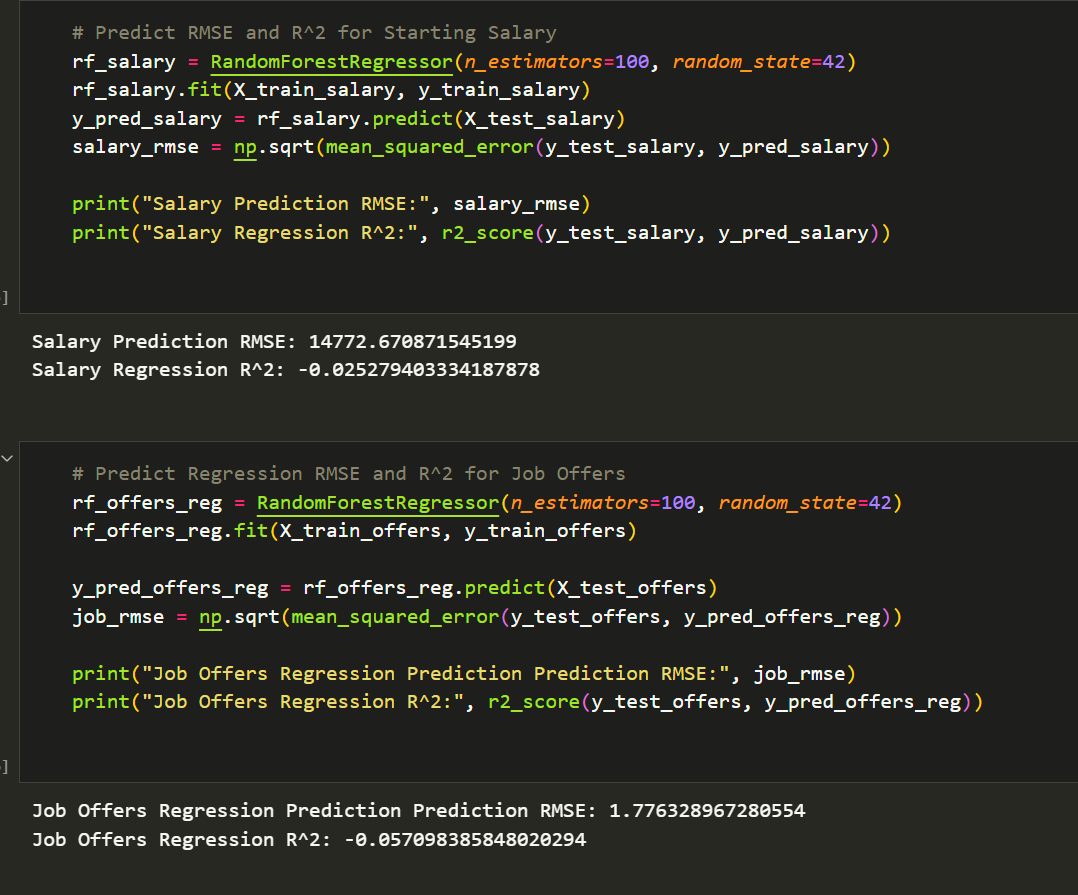 # Predict RMSE and R^2 for Starting Salary
rf_salary = RandomForestRegressor(n_estimators=100, random_state=42)
rf_salary.fit(X_train_salary, y_train_salary)
y_pred_salary = rf_salary.predict(X_test_salary)
salary_rmse = np.sqrt(mean_squared_error(y_test_salary, y_pred_salary))
print("Salary Prediction RMSE:", salary_rmse)
print("Salary Regression R^2:", r2_score(y_test_salary, y_pred_salary))
]
Salary Prediction RMSE: 14772.670871545199
Salary Regression R^2: -0.025279403334187878
# Predict Regression RMSE and R^2 for Job Offers
rf_offers_reg = RandomForestRegressor(n_estimators=100, random_state=42)
rf_offers_reg.fit(X_train_offers, y_train_offers)
y_pred_offers_reg = rf_offers_reg.predict(X_test_offers)
job_rmse = np.sqrt(mean_squared_error(y_test_offers, y_pred_offers_reg))
print("Job Offers Regression Prediction Prediction RMSE:", job_rmse)
print("Job Offers Regression R^2:", r2_score(y_test_offers, y_pred_offers_reg))
]
Job Offers Regression Prediction Prediction RMSE: 1.776328967280554
Job Offers Regression R^2: -0.057098385848020294